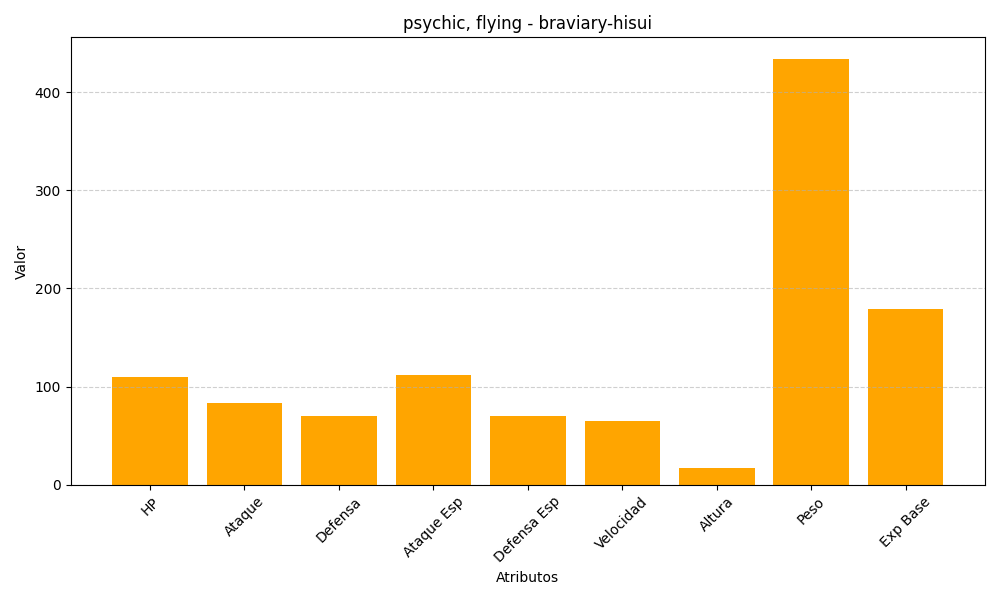 psychic, flying - braviary-hisui
Valor
400
300
200
100
0
HP
Ataque
Defensa
Ataque Esp
Defensa Esp
Velocidad
Altura
Peso
Exp Base
Atributos